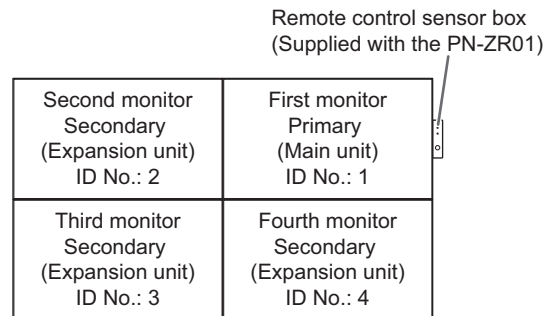 Remote control sensor box
(Supplied with the PN-ZR01)
Second monitor
Secondary
(Expansion unit)
ID No.: 2
First monitor
Primary
(Main unit)
ID No.: 1
Third monitor
Secondary
(Expansion unit)
ID No.: 3
Fourth monitor
Secondary
(Expansion unit)
ID No.: 4